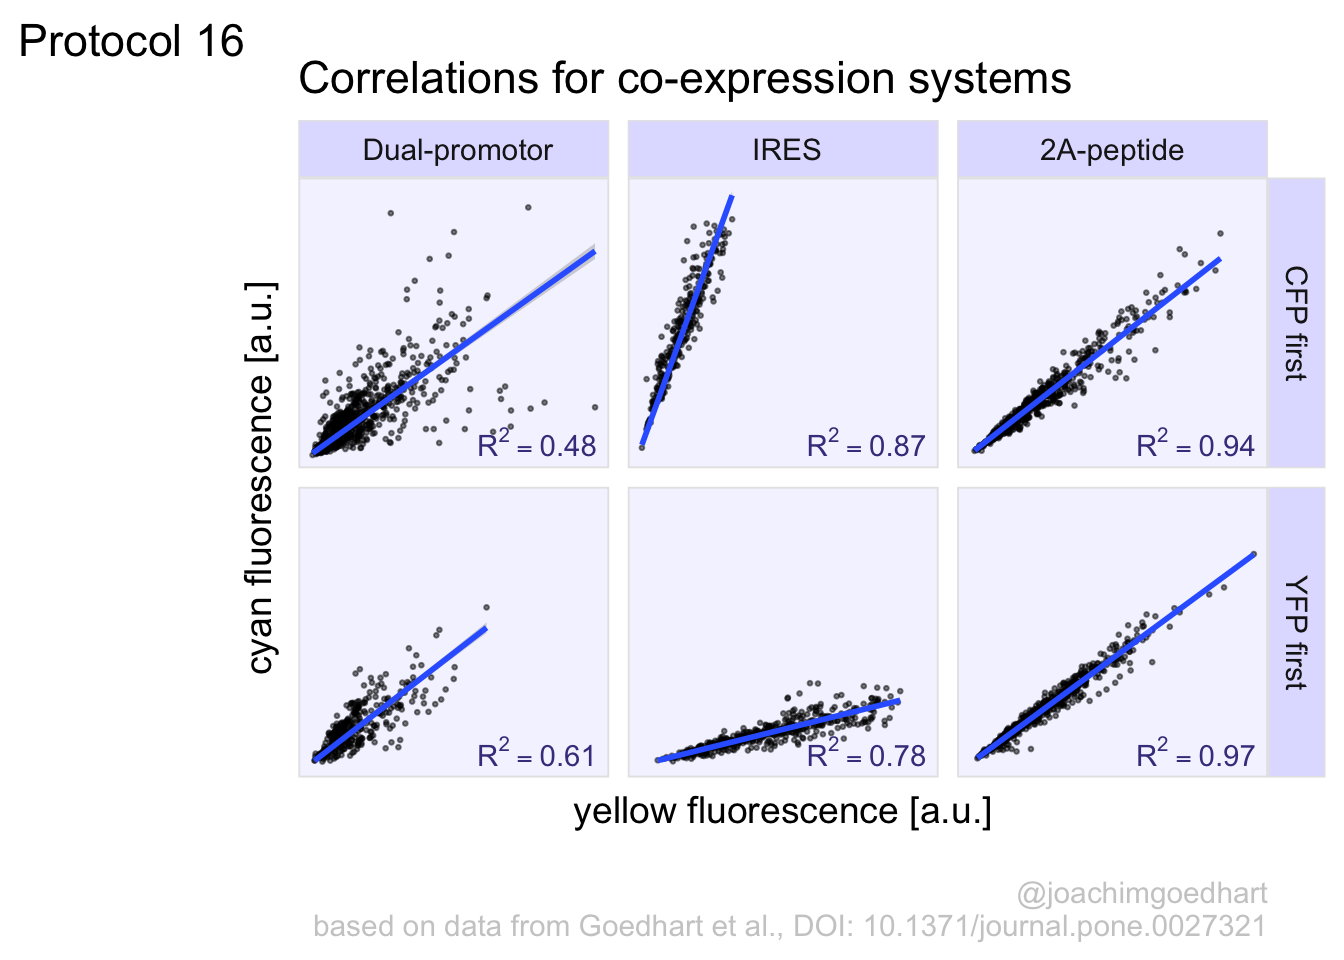 Protocol 16
Correlations for co-expression systems
Dual-promotor
IRES
2A-peptide
cyan fluorescence [a.u.]
R² = 0.48
R² = 0.87
R² = 0.94
CFP first
R² = 0.61
R² = 0.78
R² = 0.97
YFP first
yellow fluorescence [a.u.]
@joachimgoedhart
based on data from Goedhart et al., DOI: 10.1371/journal.pone.0027321